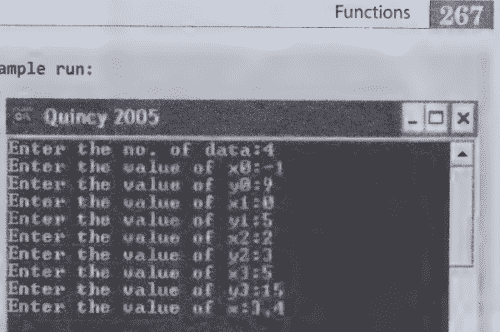 Functions 267
ample run:
Quincy 2005
Enter the no. of data:4
Enter the value of x0:-1
Enter the value of y0:9
Enter the value of x1:0
Enter the value of y1:5
Enter the value of x2:2
Enter the value of y2:3
Enter the value of x3:5
Enter the value of y3:15
Enter the value of x:3.4